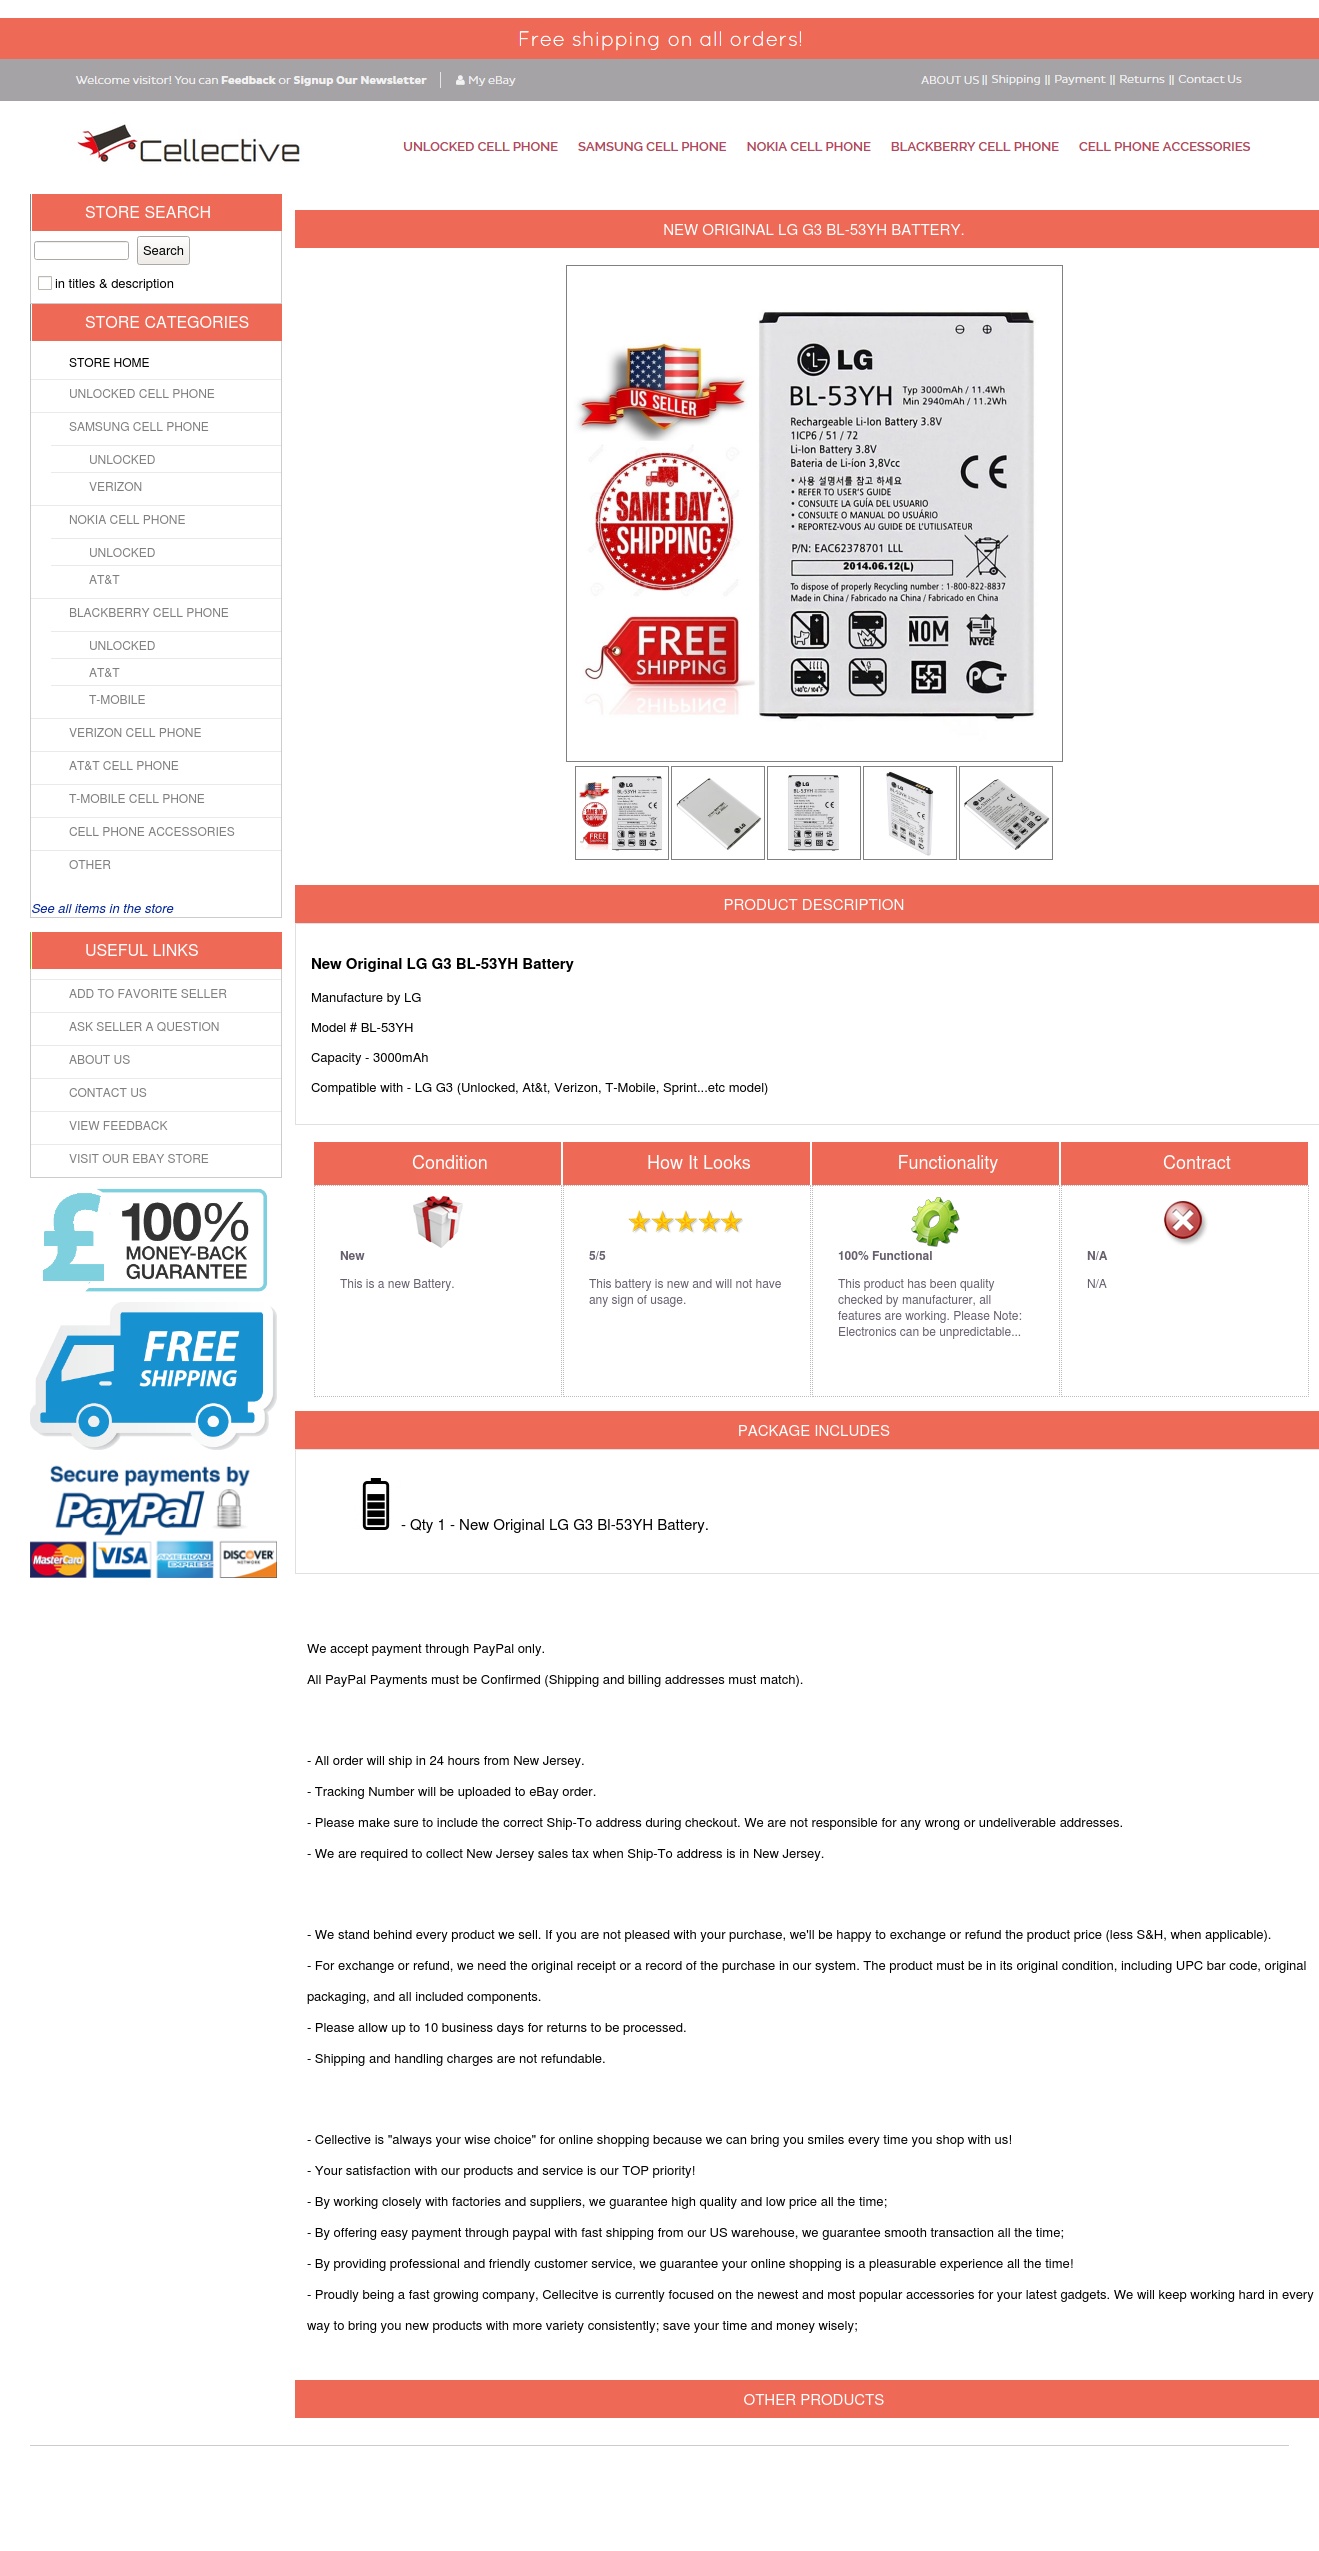 Free shipping on all orders!
Welcome visitor! You can Feedback or Signup Our Newsletter My eBay
ABOUT US || Shipping || Payment || Returns || Contact Us
Cellective
UNLOCKED CELL PHONE SAMSUNG CELL PHONE NOKIA CELL PHONE BLACKBERRY CELL PHONE CELL PHONE ACCESSORIES
STORE SEARCH
Search
in titles & description
STORE CATEGORIES
STORE HOME
UNLOCKED CELL PHONE
SAMSUNG CELL PHONE
UNLOCKED
VERIZON
NOKIA CELL PHONE
UNLOCKED
AT&T
BLACKBERRY CELL PHONE
UNLOCKED
AT&T
T-MOBILE
VERIZON CELL PHONE
AT&T CELL PHONE
T-MOBILE CELL PHONE
CELL PHONE ACCESSORIES
OTHER
See all items in the store
USEFUL LINKS
ADD TO FAVORITE SELLER
ASK SELLER A QUESTION
ABOUT US
CONTACT US
VIEW FEEDBACK
VISIT OUR EBAY STORE
£ 100%
MONEY-BACK
GUARANTEE
FREE
SHIPPING
Secure payments by
PayPal
MasterCard VISA AMERICAN EXPRESS DISCOVER NETWORK
NEW ORIGINAL LG G3 BL-53YH BATTERY.
US SELLER
SAME DAY
SHIPPING
FREE
SHIPPING
LG
BL-53YH Typ 3000mAh / 11.4Wh
Min 2940mAh / 11.2Wh
Rechargeable Li-Ion Battery 3.8V
1ICP6 / 51 / 72
Li-Ion Battery 3.8V
Bateria de Li-ion 3,8Vcc
CE
• 사용 설명서를 참고 하세요
• REFER TO USER'S GUIDE
• CONSULTE LA GUÍA DEL USUARIO
• CONSULTE O MANUAL DO USUÁRIO
• REPORTEZ-VOUS AU GUIDE DE L'UTILISATEUR
P/N: EAC62378701 LLL
2014.06.12(L)
To dispose of properly Recycling number : 1-800-822-8837
Made in China / Fabricado na China / Fabricado en China
NOM NYCE
PRODUCT DESCRIPTION
New Original LG G3 BL-53YH Battery
Manufacture by LG
Model # BL-53YH
Capacity - 3000mAh
Compatible with - LG G3 (Unlocked, At&t, Verizon, T-Mobile, Sprint...etc model)
Condition
New
This is a new Battery.
How It Looks
5/5
This battery is new and will not have
any sign of usage.
Functionality
100% Functional
This product has been quality
checked by manufacturer, all
features are working. Please Note:
Electronics can be unpredictable...
Contract
N/A
N/A
PACKAGE INCLUDES
- Qty 1 - New Original LG G3 Bl-53YH Battery.
We accept payment through PayPal only.
All PayPal Payments must be Confirmed (Shipping and billing addresses must match).
- All order will ship in 24 hours from New Jersey.
- Tracking Number will be uploaded to eBay order.
- Please make sure to include the correct Ship-To address during checkout. We are not responsible for any wrong or undeliverable addresses.
- We are required to collect New Jersey sales tax when Ship-To address is in New Jersey.
- We stand behind every product we sell. If you are not pleased with your purchase, we'll be happy to exchange or refund the product price (less S&H, when applicable).
- For exchange or refund, we need the original receipt or a record of the purchase in our system. The product must be in its original condition, including UPC bar code, original
packaging, and all included components.
- Please allow up to 10 business days for returns to be processed.
- Shipping and handling charges are not refundable.
- Cellective is "always your wise choice" for online shopping because we can bring you smiles every time you shop with us!
- Your satisfaction with our products and service is our TOP priority!
- By working closely with factories and suppliers, we guarantee high quality and low price all the time;
- By offering easy payment through paypal with fast shipping from our US warehouse, we guarantee smooth transaction all the time;
- By providing professional and friendly customer service, we guarantee your online shopping is a pleasurable experience all the time!
- Proudly being a fast growing company, Cellecitve is currently focused on the newest and most popular accessories for your latest gadgets. We will keep working hard in every
way to bring you new products with more variety consistently; save your time and money wisely;
OTHER PRODUCTS